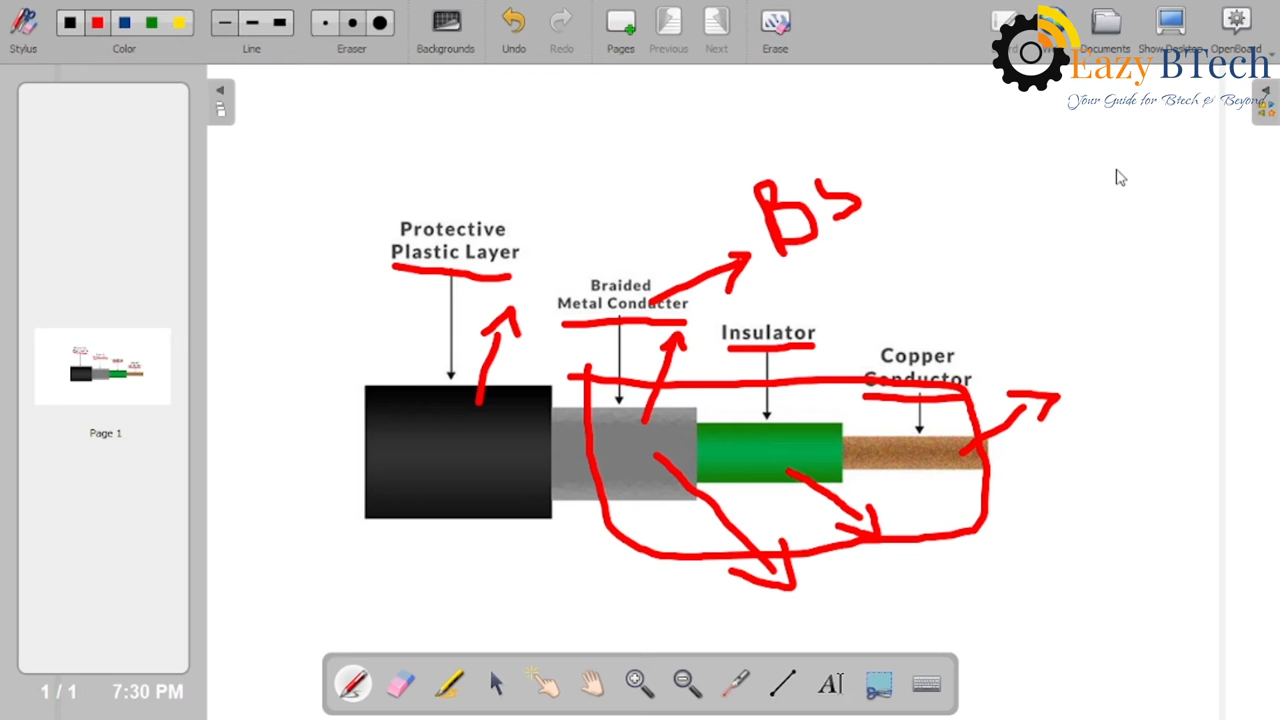 Stylus
Color
Line
Eraser
Backgrounds
Undo
Redo
Pages
Previous
Next
Erase
Documents
Show Desktop
OpenBoard
Eazy BTech
Your Guide for Btech & Beyond
Protective
Plastic Layer
BS
Braided
Metal Conducter
Insulator
Copper
Conductor
Page 1
1 / 1
7:30 PM